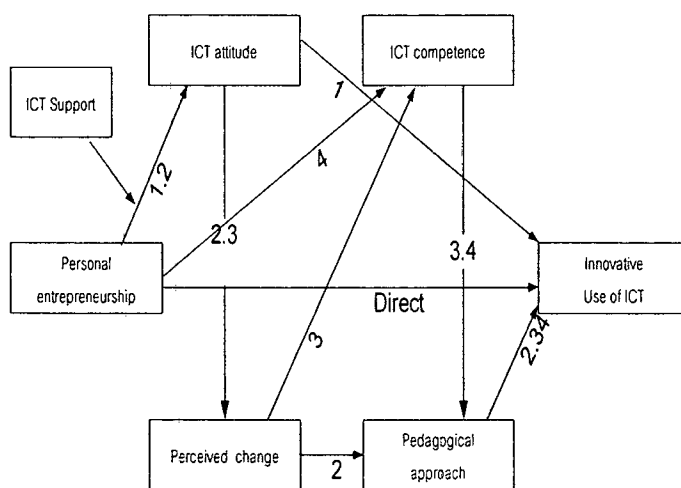 ICT attitude
ICT competence
ICT Support
1
1.2
4
2.3
3.4
Personal
entrepreneurship
Innovative
Use of ICT
Direct
3
2.34
Perceived change
2
Pedagogical
approach